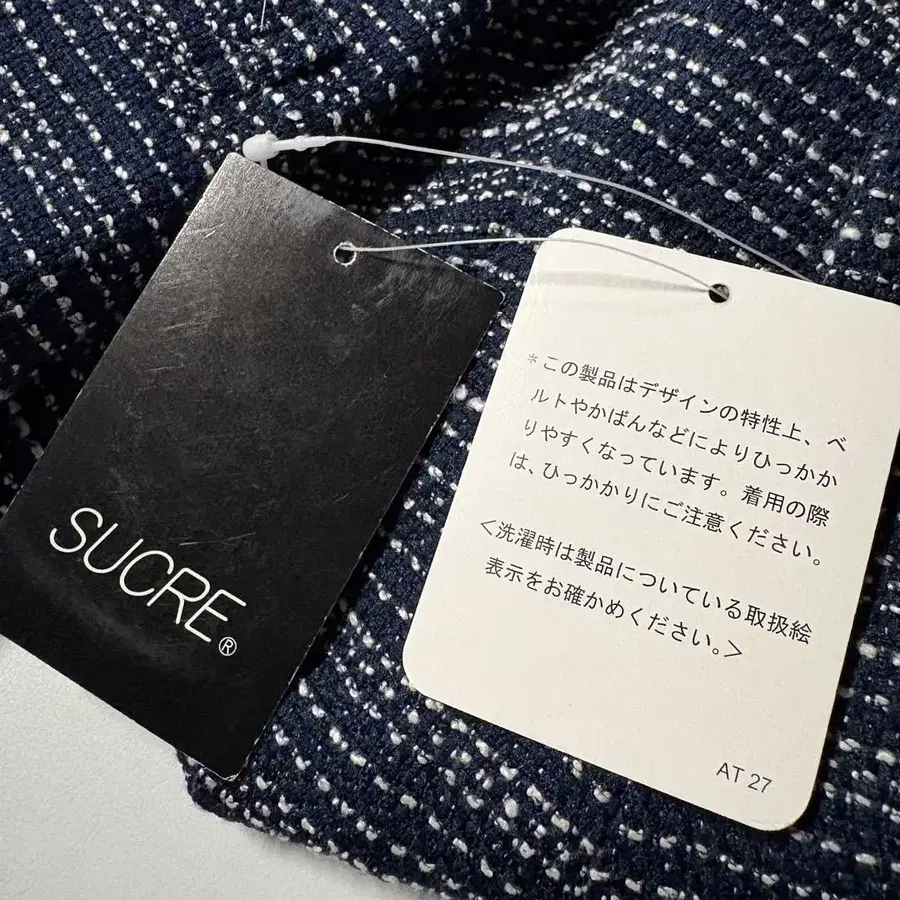 SUCRE®
*この製品はデザインの特性上、ベ
ルトやかばんなどによりひっかか
りやすくなっています。着用の際
は、ひっかかりにご注意ください。
<洗濯時は製品についている取扱絵
表示をお確かめください。>
AT 27